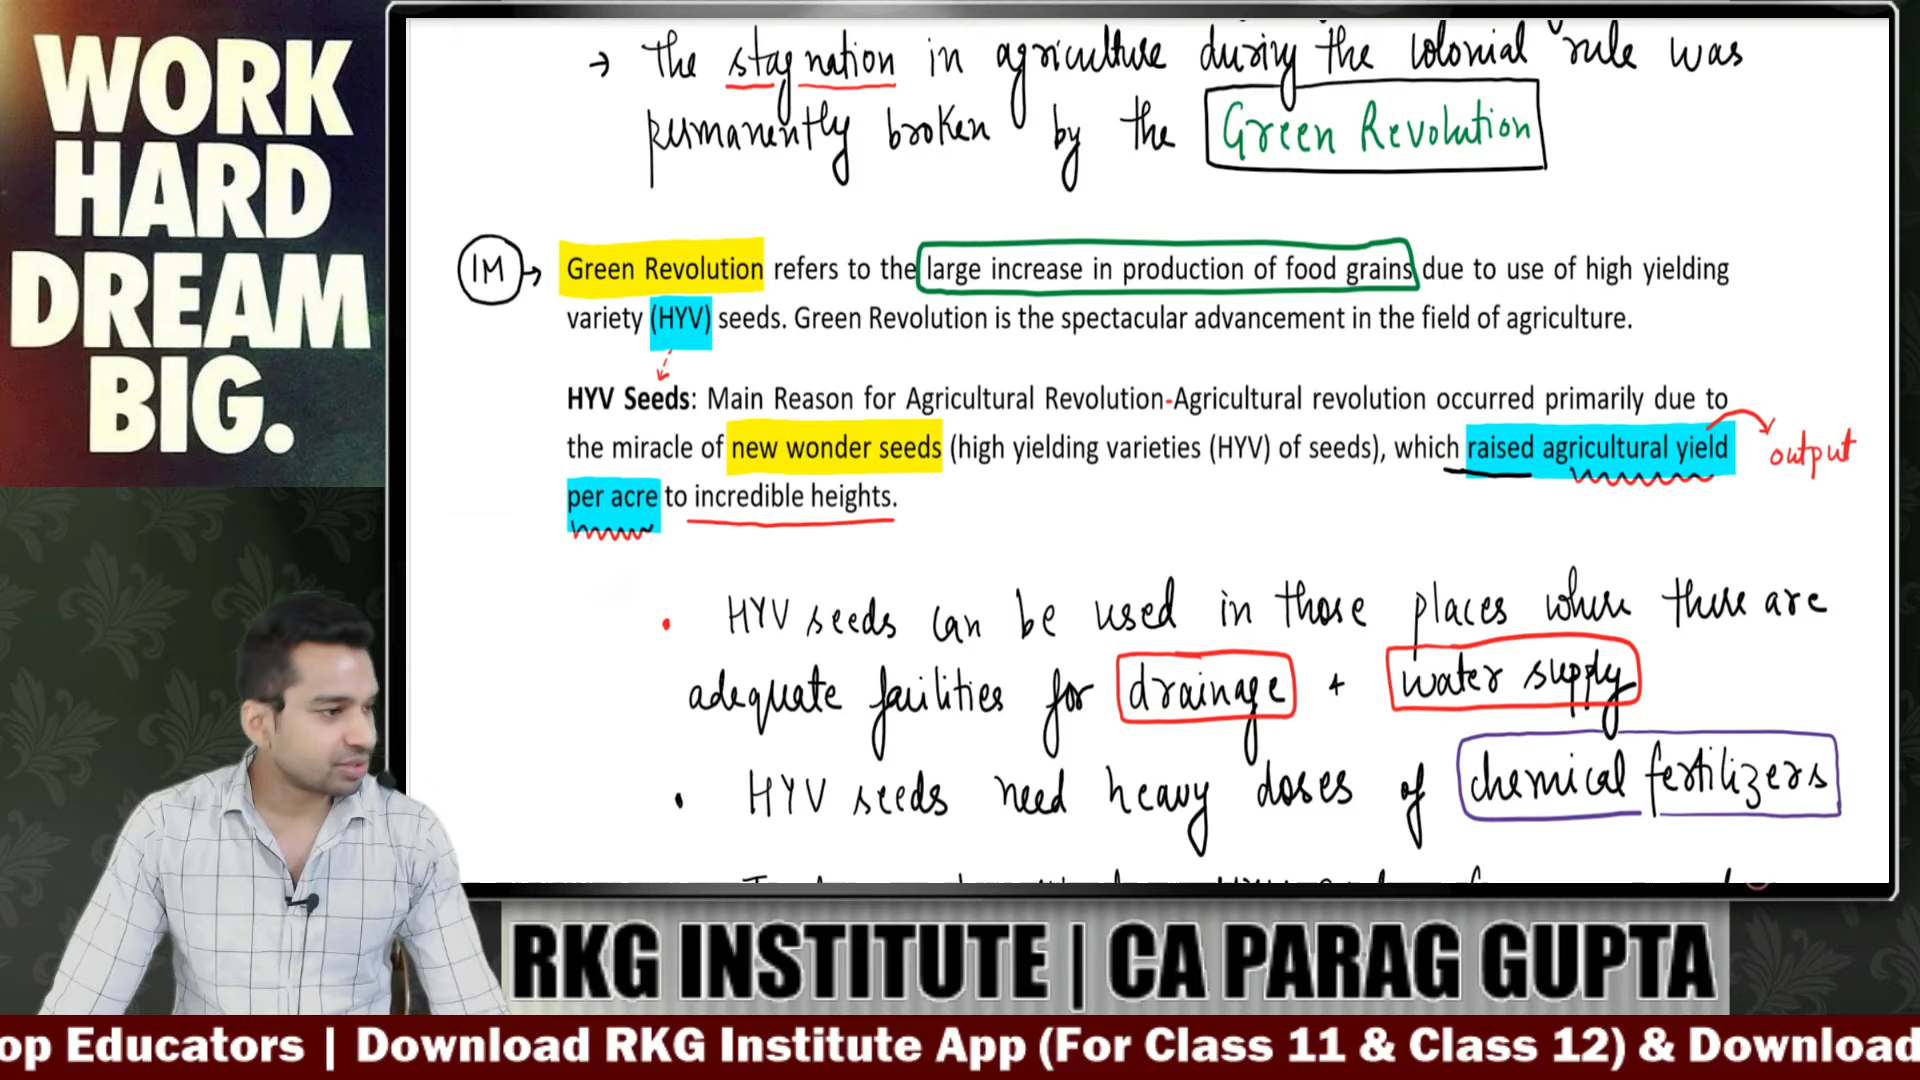 WORK
HARD
DREAM
BIG.
→ The stagnation in agriculture during the colonial rule was
permanently broken by the Green Revolution
1M → Green Revolution refers to the large increase in production of food grains due to use of high yielding
variety (HYV) seeds. Green Revolution is the spectacular advancement in the field of agriculture.
HYV Seeds: Main Reason for Agricultural Revolution-Agricultural revolution occurred primarily due to
the miracle of new wonder seeds (high yielding varieties (HYV) of seeds), which raised agricultural yield
output
per acre to incredible heights.
• HYV seeds can be used in those places where there are
adequate facilities for drainage + water supply
• HYV seeds need heavy doses of chemical fertilizers
RKG INSTITUTE | CA PARAG GUPTA
op Educators | Download RKG Institute App (For Class 11 & Class 12) & Download